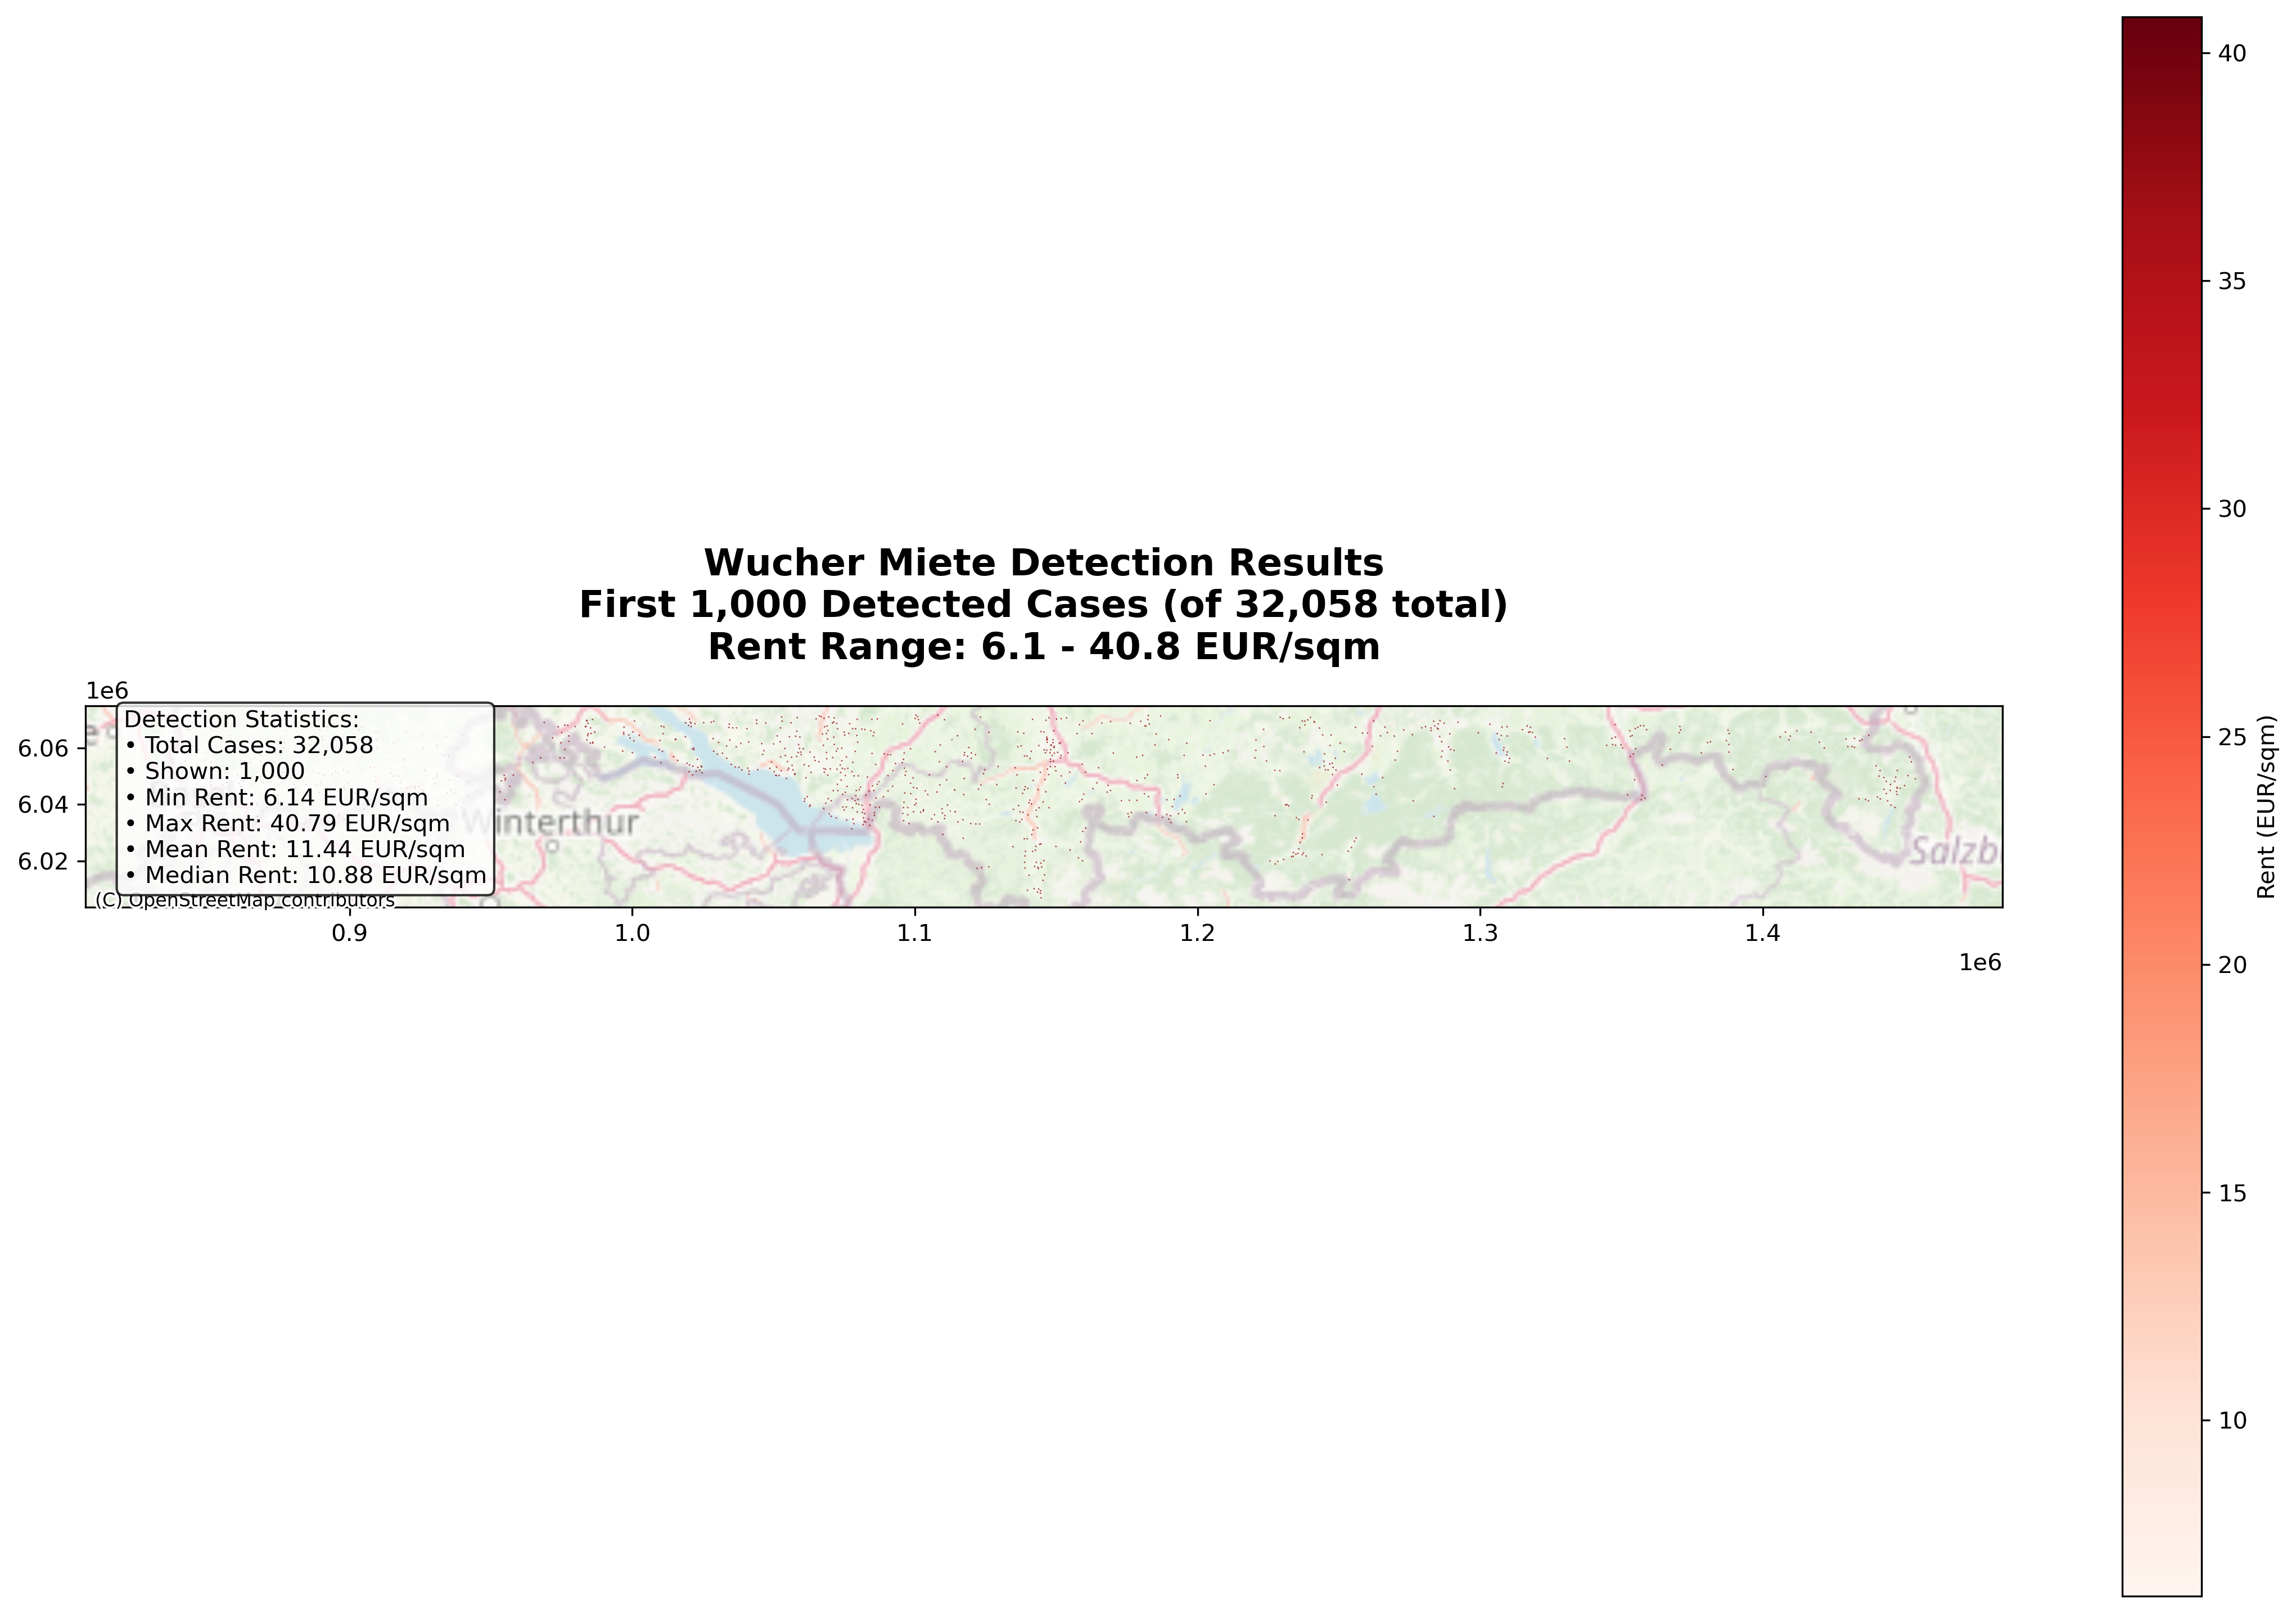 Wucher Miete Detection Results
First 1,000 Detected Cases (of 32,058 total)
Rent Range: 6.1 - 40.8 EUR/sqm
1e6
Detection Statistics:
• Total Cases: 32,058
• Shown: 1,000
• Min Rent: 6.14 EUR/sqm
• Max Rent: 40.79 EUR/sqm
• Mean Rent: 11.44 EUR/sqm
• Median Rent: 10.88 EUR/sqm
(C) OpenStreetMap contributors
6.06
6.04
6.02
Winterthur
Salzb
0.9 1.0 1.1 1.2 1.3 1.4
1e6
40
35
30
25
20
15
10
Rent (EUR/sqm)